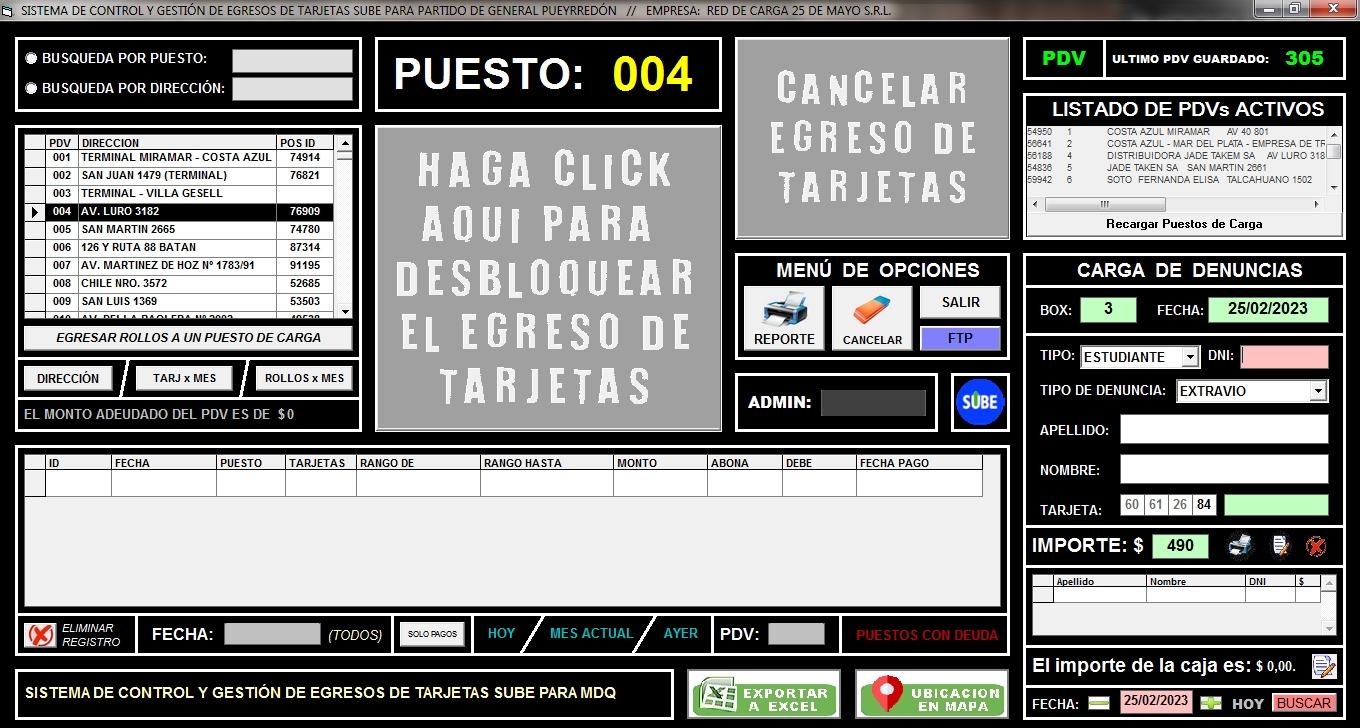 SISTEMA DE CONTROL Y GESTIÓN DE EGRESOS DE TARJETAS SUBE PARA PARTIDO DE GENERAL PUEYRREDÓN // EMPRESA: RED DE CARGA 25 DE MAYO S.R.L.
BUSQUEDA POR PUESTO:
BUSQUEDA POR DIRECCIÓN:
PDV DIRECCION POS ID
001 TERMINAL MIRAMAR - COSTA AZUL 74914
002 SAN JUAN 1479 (TERMINAL) 76821
003 TERMINAL - VILLA GESELL
004 AV. LURO 3182 76909
005 SAN MARTIN 2665 74780
006 126 Y RUTA 88 BATAN 87314
007 AV. MARTINEZ DE HOZ Nº 1783/91 91195
008 CHILE NRO. 3572 52685
009 SAN LUIS 1369 53503
EGRESAR ROLLOS A UN PUESTO DE CARGA
DIRECCIÓN
TARJ x MES
ROLLOS x MES
EL MONTO ADEUDADO DEL PDV ES DE $0
PUESTO: 004
HAGA CLICK
AQUI PARA
DESBLOQUEAR
EL EGRESO DE
TARJETAS
CANCELAR
EGRESO DE
TARJETAS
MENÚ DE OPCIONES
REPORTE
CANCELAR
SALIR
FTP
ADMIN:
SUBE
PDV
ULTIMO PDV GUARDADO: 305
LISTADO DE PDVs ACTIVOS
54950 1 COSTA AZUL MIRAMAR AV 40 801
56641 2 COSTA AZUL - MAR DEL PLATA - EMPRESA DE TR
56188 4 DISTRIBUIDORA JADE TAKEM SA AV LURO 318
54836 5 JADE TAKEN SA SAN MARTIN 2661
59942 6 SOTO FERNANDA ELISA TALCAHUANO 1502
Recargar Puestos de Carga
CARGA DE DENUNCIAS
BOX: 3 FECHA: 25/02/2023
TIPO: ESTUDIANTE DNI:
TIPO DE DENUNCIA: EXTRAVIO
APELLIDO:
NOMBRE:
TARJETA: 60 61 26 84
IMPORTE: $ 490
Apellido Nombre DNI $
El importe de la caja es: $ 0,00.
FECHA: 25/02/2023 HOY BUSCAR
ID FECHA PUESTO TARJETAS RANGO DE RANGO HASTA MONTO ABONA DEBE FECHA PAGO
ELIMINAR
REGISTRO
FECHA: (TODOS)
SOLO PAGOS
HOY
MES ACTUAL
AYER
PDV:
PUESTOS CON DEUDA
SISTEMA DE CONTROL Y GESTIÓN DE EGRESOS DE TARJETAS SUBE PARA MDQ
EXPORTAR
A EXCEL
UBICACION
EN MAPA